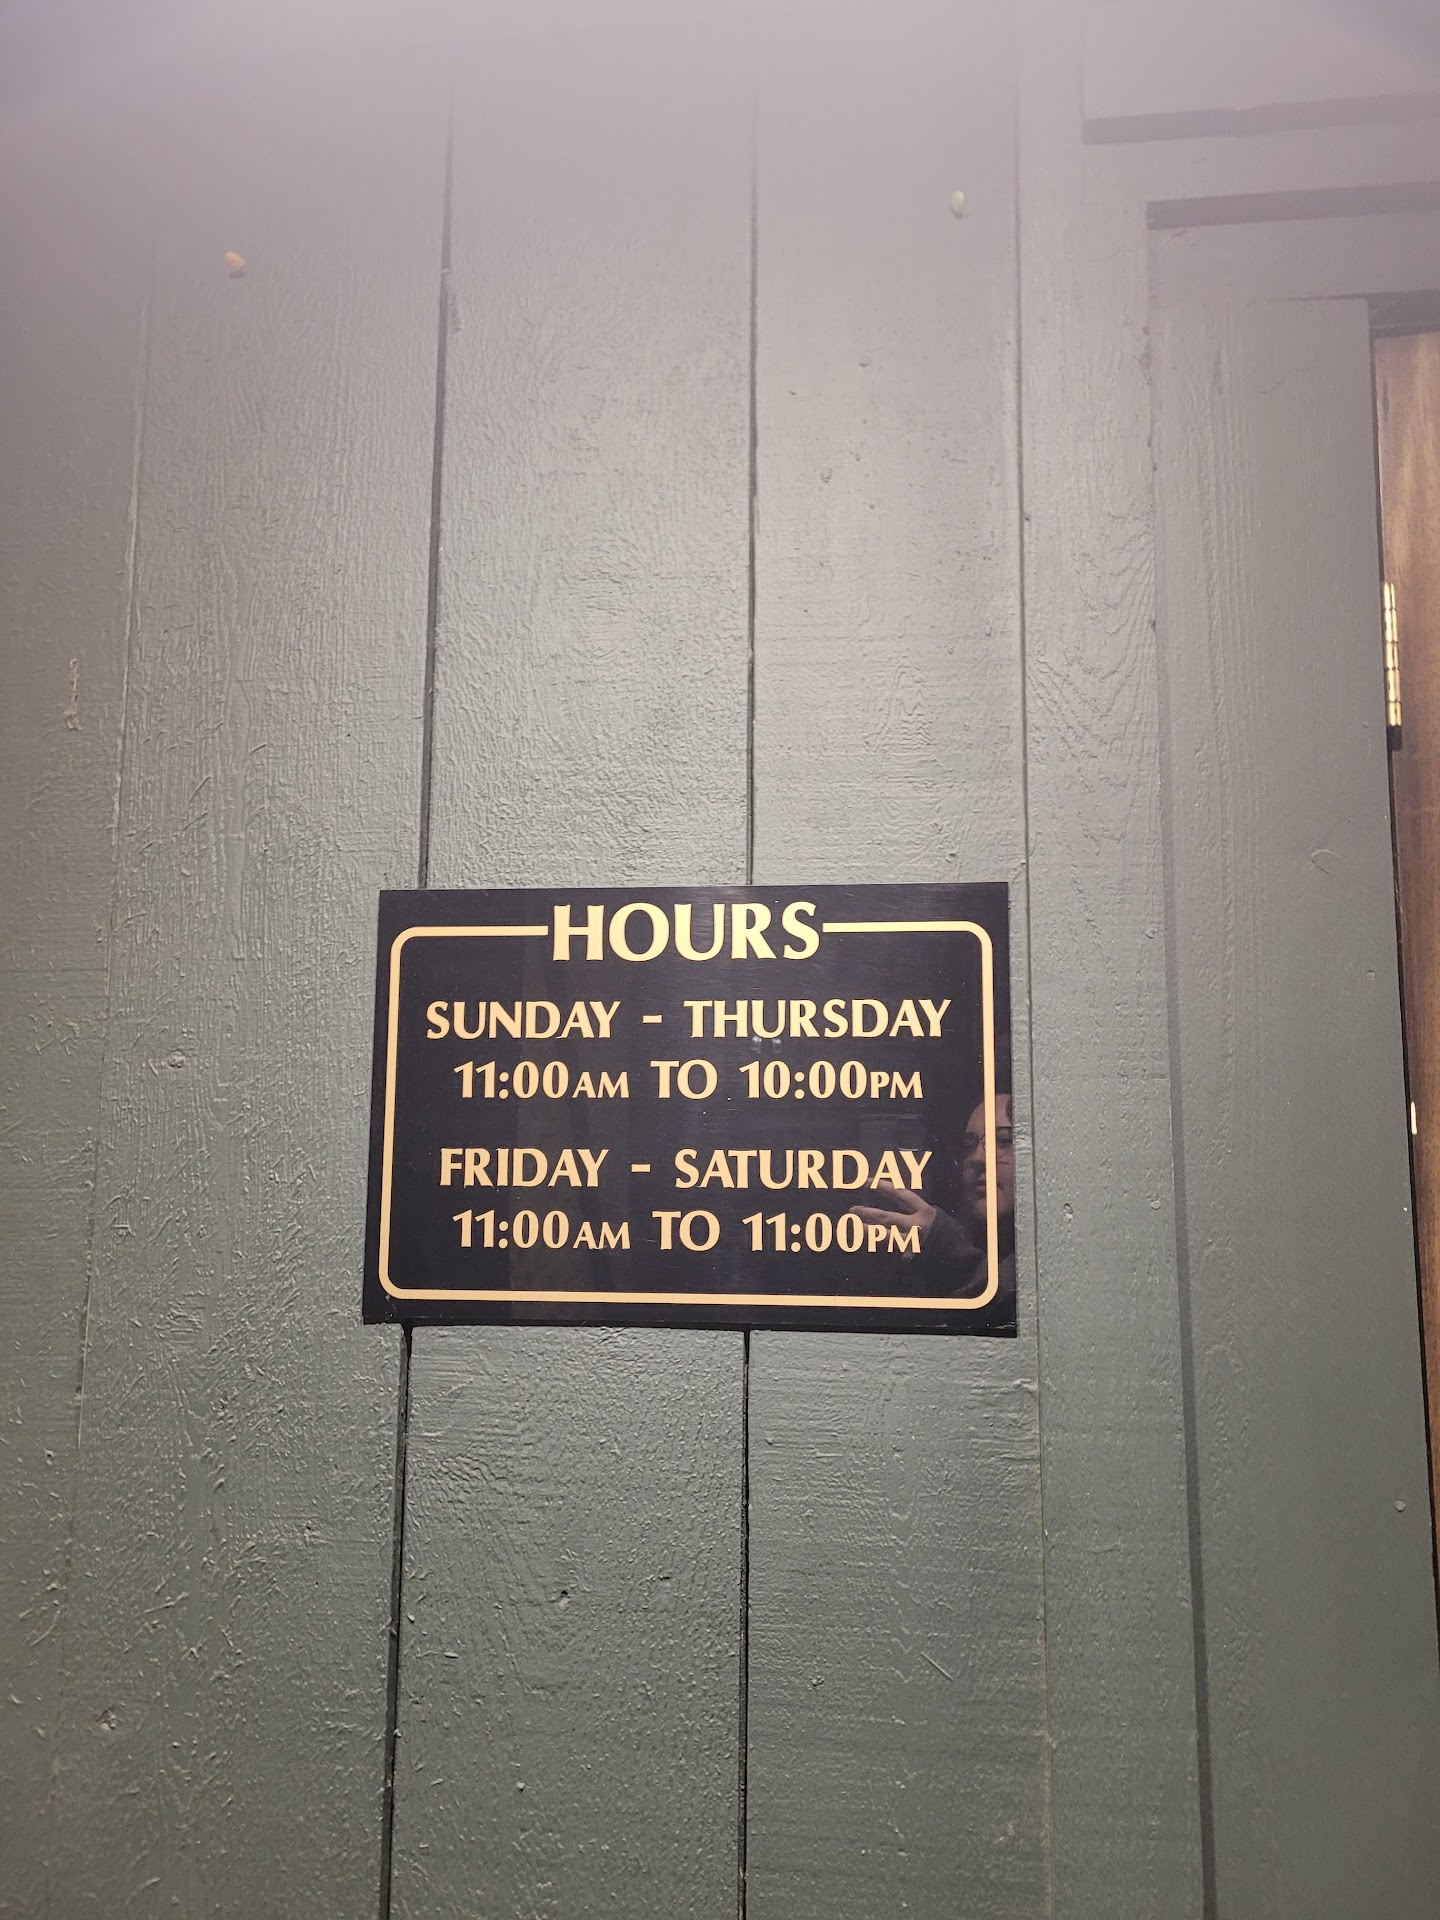 HOURS
SUNDAY - THURSDAY
11:00AM TO 10:00PM
FRIDAY - SATURDAY
11:00AM TO 11:00PM